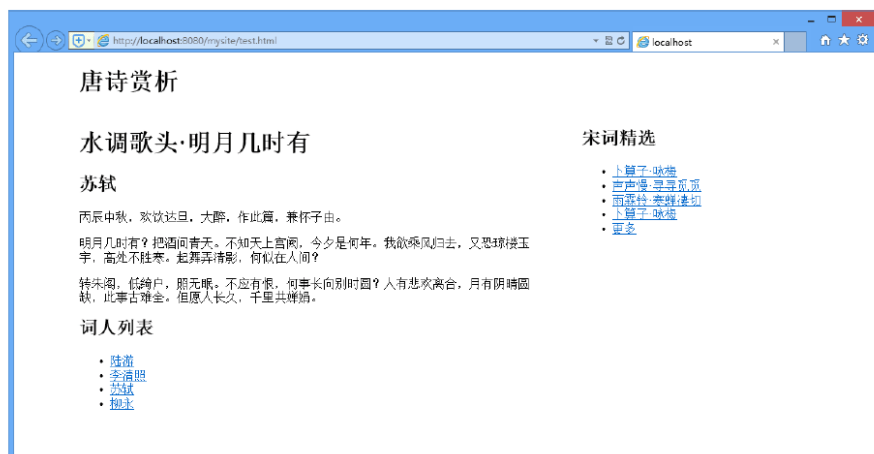 http://localhost:8080/mysite/test.html
localhost
唐诗赏析
水调歌头·明月几时有
苏轼
丙辰中秋，欢饮达旦，大醉，作此篇，兼怀子由。
明月几时有？把酒问青天。不知天上宫阙，今夕是何年。我欲乘风归去，又恐琼楼玉
宇，高处不胜寒。起舞弄清影，何似在人间？
转朱阁，低绮户，照无眠。不应有恨，何事长向别时圆？人有悲欢离合，月有阴晴圆
缺，此事古难全。但愿人长久，千里共婵娟。
词人列表
• 陆游
• 李清照
• 苏轼
• 柳永
宋词精选
• 卜算子·咏梅
• 声声慢·寻寻觅觅
• 雨霖铃·寒蝉凄切
• 卜算子·咏梅
• 更多